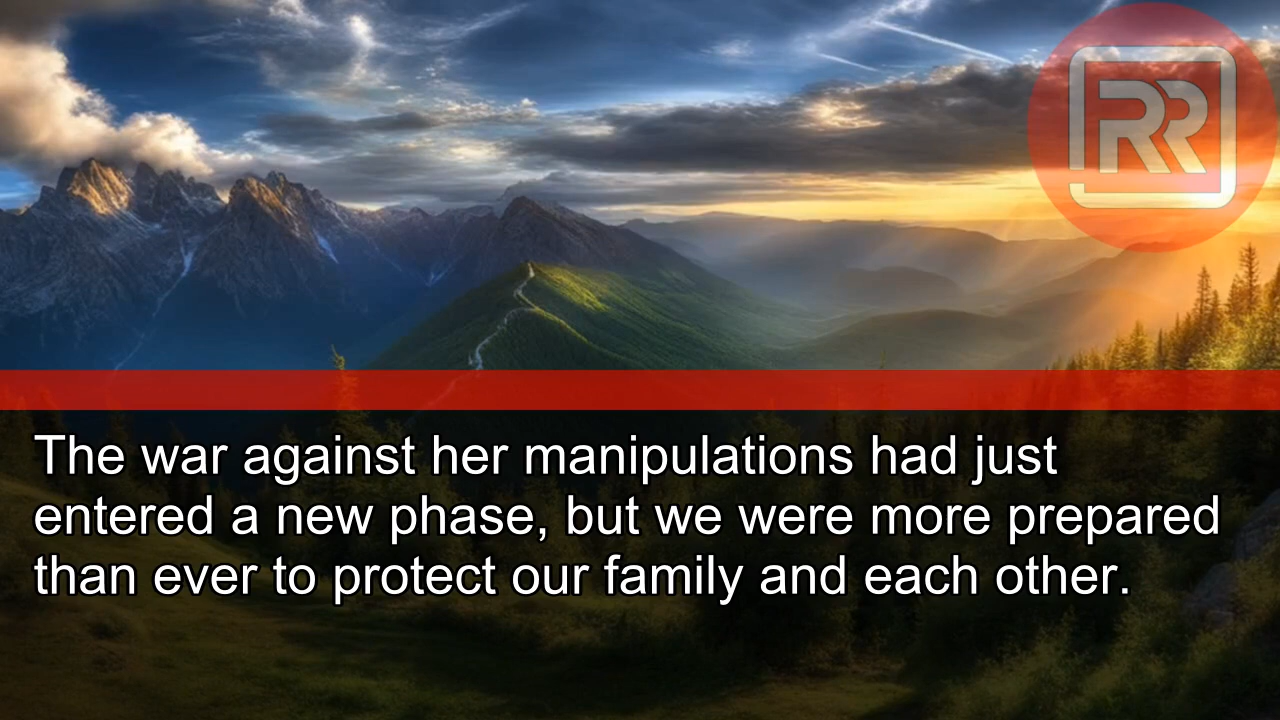 RR
The war against her manipulations had just
entered a new phase, but we were more prepared
than ever to protect our family and each other.